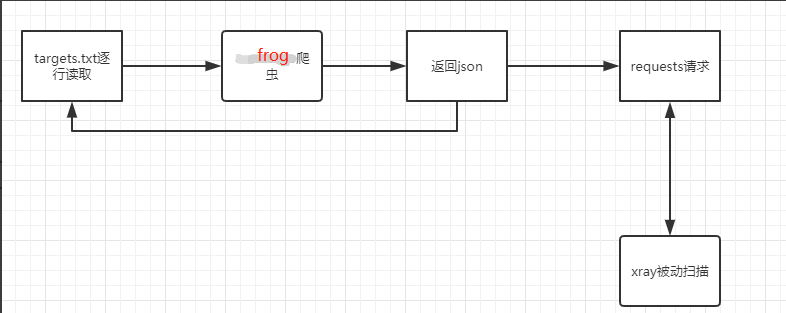 targets.txt逐
行读取
frog 爬
虫
返回json
requests请求
xray被动扫描